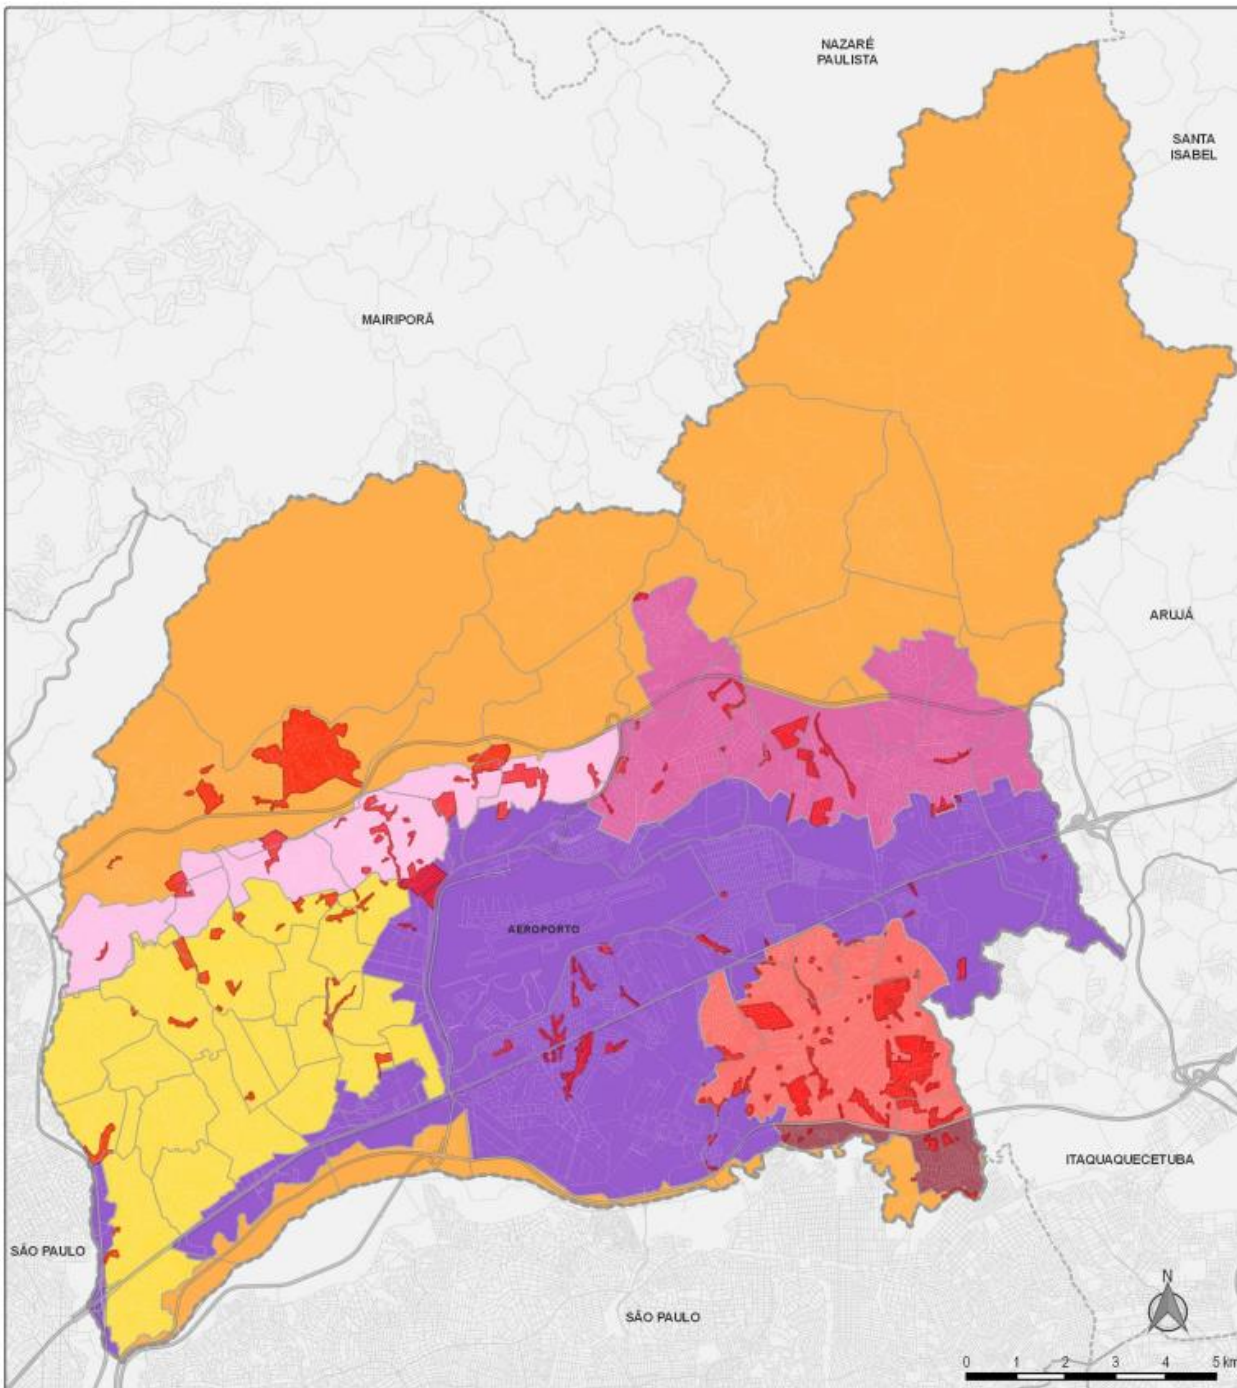 NAZARÉ
PAULISTA
SANTA
ISABEL
MAIRIPORÃ
ARUJÁ
AEROPORTO
ITAQUAQUECETUBA
SÃO PAULO
SÃO PAULO
N
0 1 2 3 4 5 km